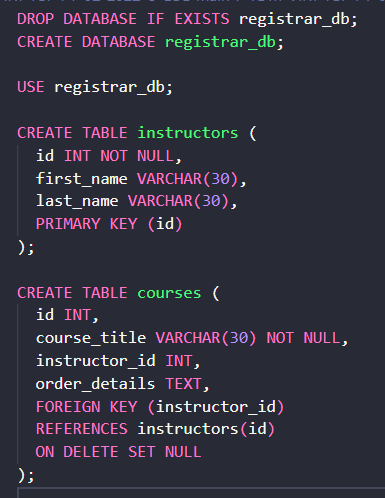 DROP DATABASE IF EXISTS registrar_db;
CREATE DATABASE registrar_db;
USE registrar_db;
CREATE TABLE instructors (
id INT NOT NULL,
first_name VARCHAR(30),
last_name VARCHAR(30),
PRIMARY KEY (id)
);
CREATE TABLE courses (
id INT,
course_title VARCHAR(30) NOT NULL,
instructor_id INT,
order_details TEXT,
FOREIGN KEY (instructor_id)
REFERENCES instructors(id)
ON DELETE SET NULL
);